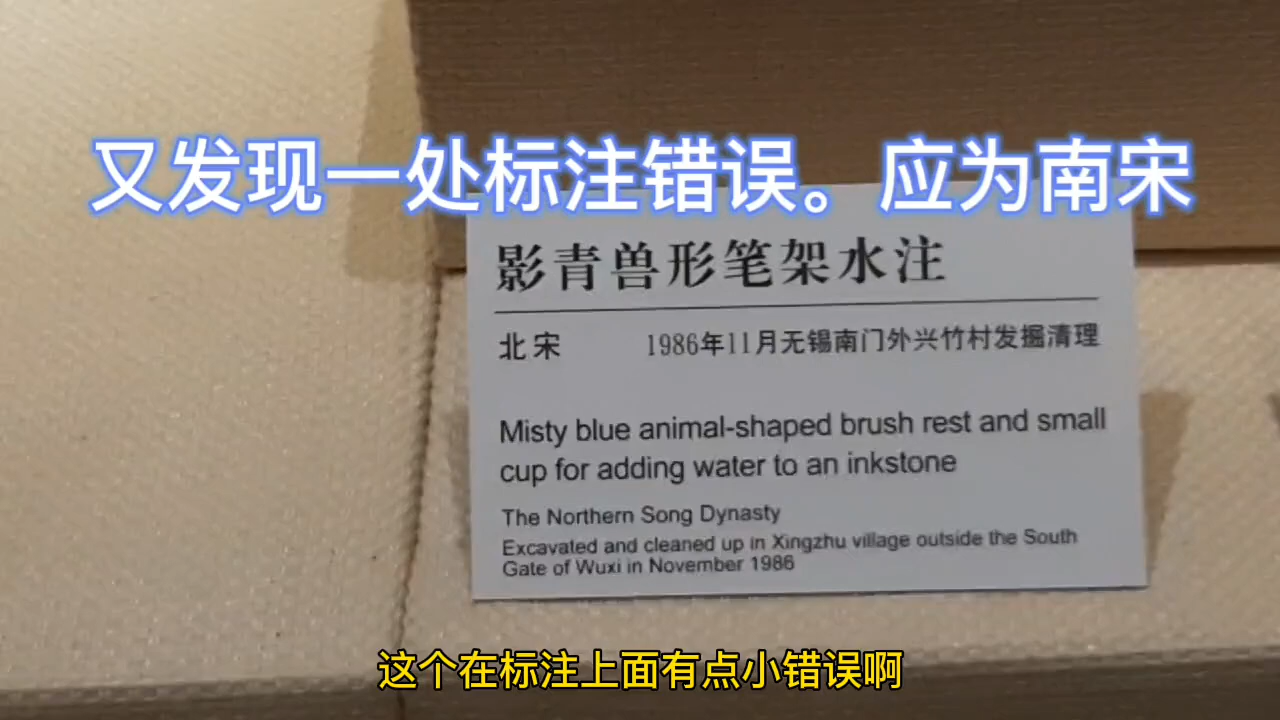 又发现一处标注错误。应为南宋
影青兽形笔架水注
北宋 1986年11月无锡南门外兴竹村发掘清理
Misty blue animal-shaped brush rest and small
cup for adding water to an inkstone
The Northern Song Dynasty
Excavated and cleaned up in Xingzhu village outside the South
Gate of Wuxi in November 1986
这个在标注上面有点小错误啊